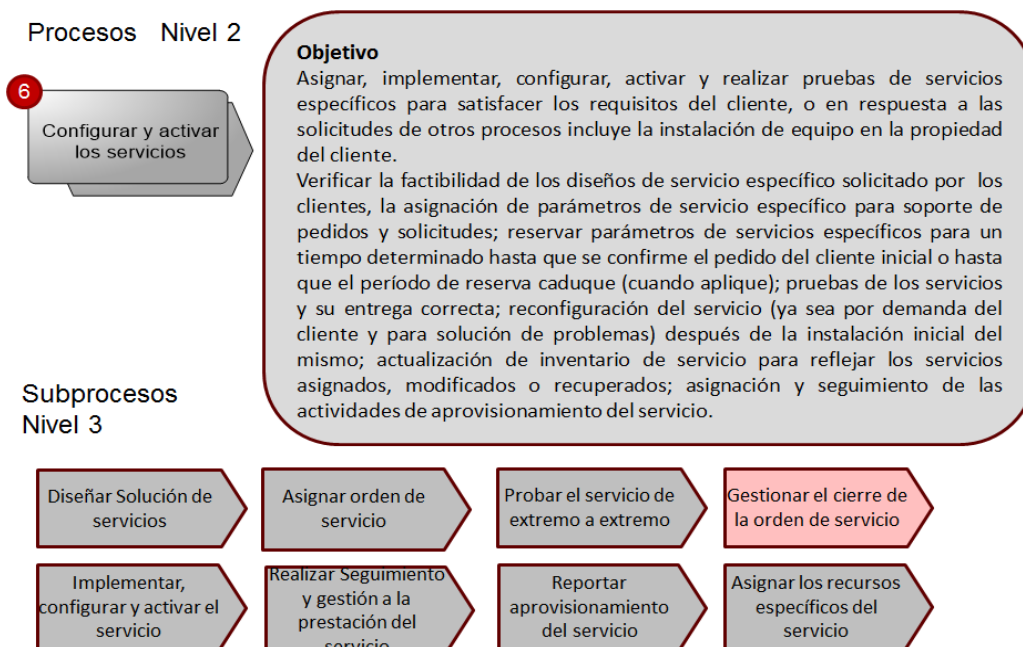 Procesos Nivel 2
6
Configurar y activar
los servicios
Objetivo
Asignar, implementar, configurar, activar y realizar pruebas de servicios
específicos para satisfacer los requisitos del cliente, o en respuesta a las
solicitudes de otros procesos incluye la instalación de equipo en la propiedad
del cliente.
Verificar la factibilidad de los diseños de servicio específico solicitado por los
clientes, la asignación de parámetros de servicio específico para soporte de
pedidos y solicitudes; reservar parámetros de servicios específicos para un
tiempo determinado hasta que se confirme el pedido del cliente inicial o hasta
que el período de reserva caduque (cuando aplique); pruebas de los servicios
y su entrega correcta; reconfiguración del servicio (ya sea por demanda del
cliente y para solución de problemas) después de la instalación inicial del
mismo; actualización de inventario de servicio para reflejar los servicios
asignados, modificados o recuperados; asignación y seguimiento de las
actividades de aprovisionamiento del servicio.
Subprocesos
Nivel 3
Diseñar Solución de
servicios
Asignar orden de
servicio
Probar el servicio de
extremo a extremo
Gestionar el cierre de
la orden de servicio
Implementar,
configurar y activar el
servicio
Realizar Seguimiento
y gestión a la
prestación del
servicio
Reportar
aprovisionamiento
del servicio
Asignar los recursos
específicos del
servicio